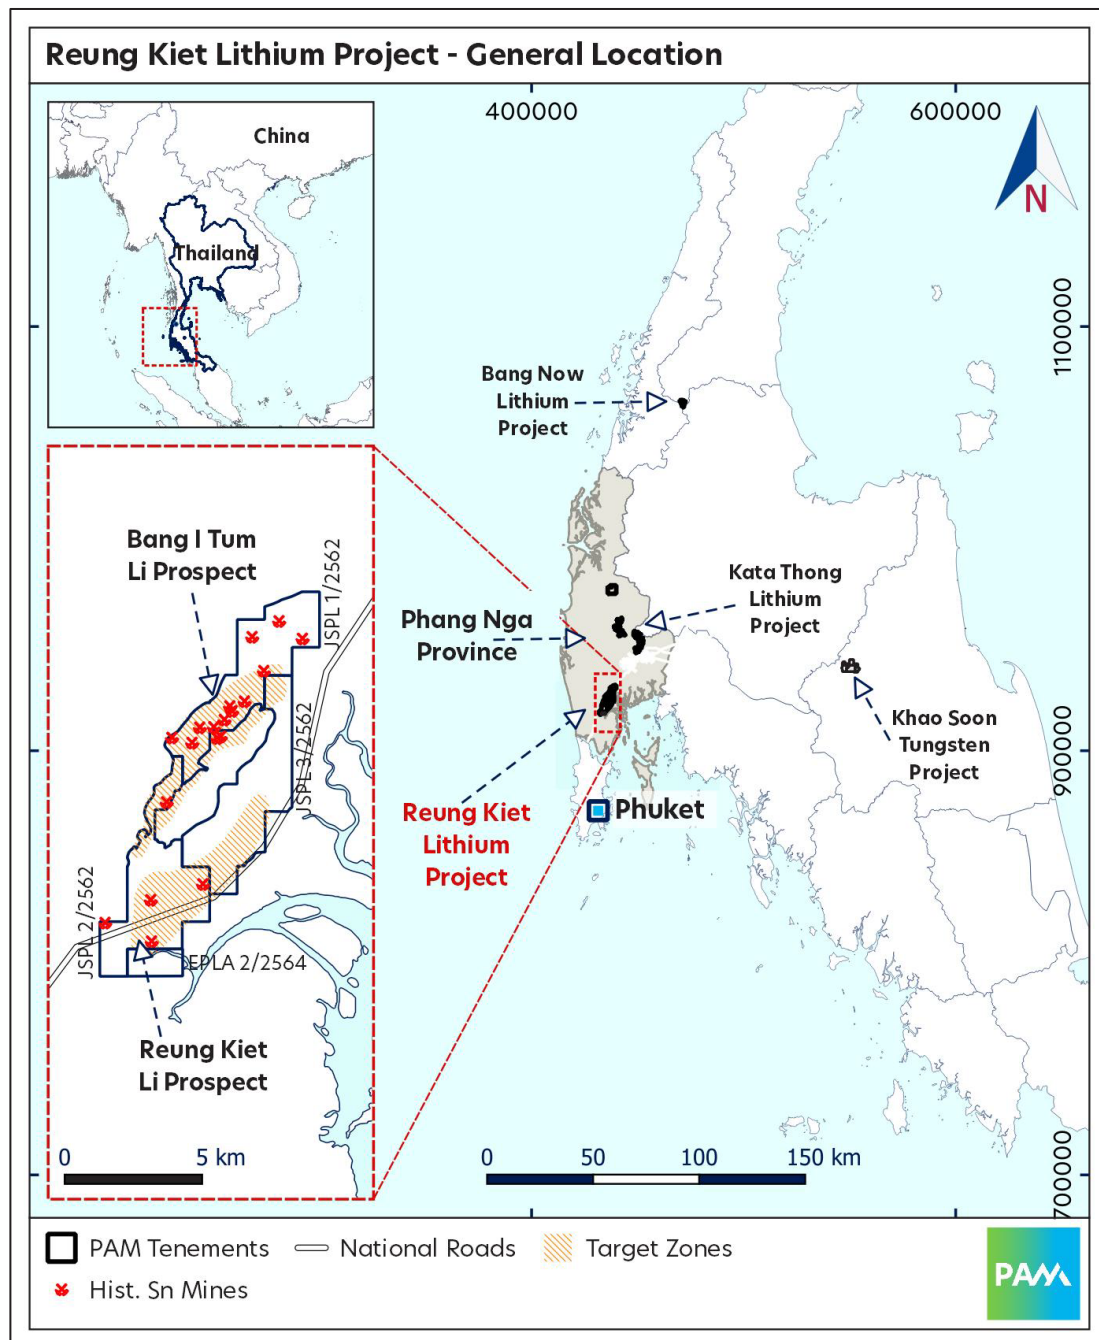 Reung Kiet Lithium Project - General Location
400000
600000
China
Thailand
N
1100000
Bang Now
Lithium
Project
Bang I Tum
Li Prospect
JSPL 1/2562
Kata Thong
Lithium
Project
Phang Nga
Province
Khao Soon
Tungsten
Project
JSPL 3/2562
900000
Reung Kiet
Lithium
Project
Phuket
JSPL 2/2562
EPLA 2/2564
Reung Kiet
Li Prospect
0 5 km
0 50 100 150 km
700000
PAM Tenements
National Roads
Target Zones
Hist. Sn Mines
PAM